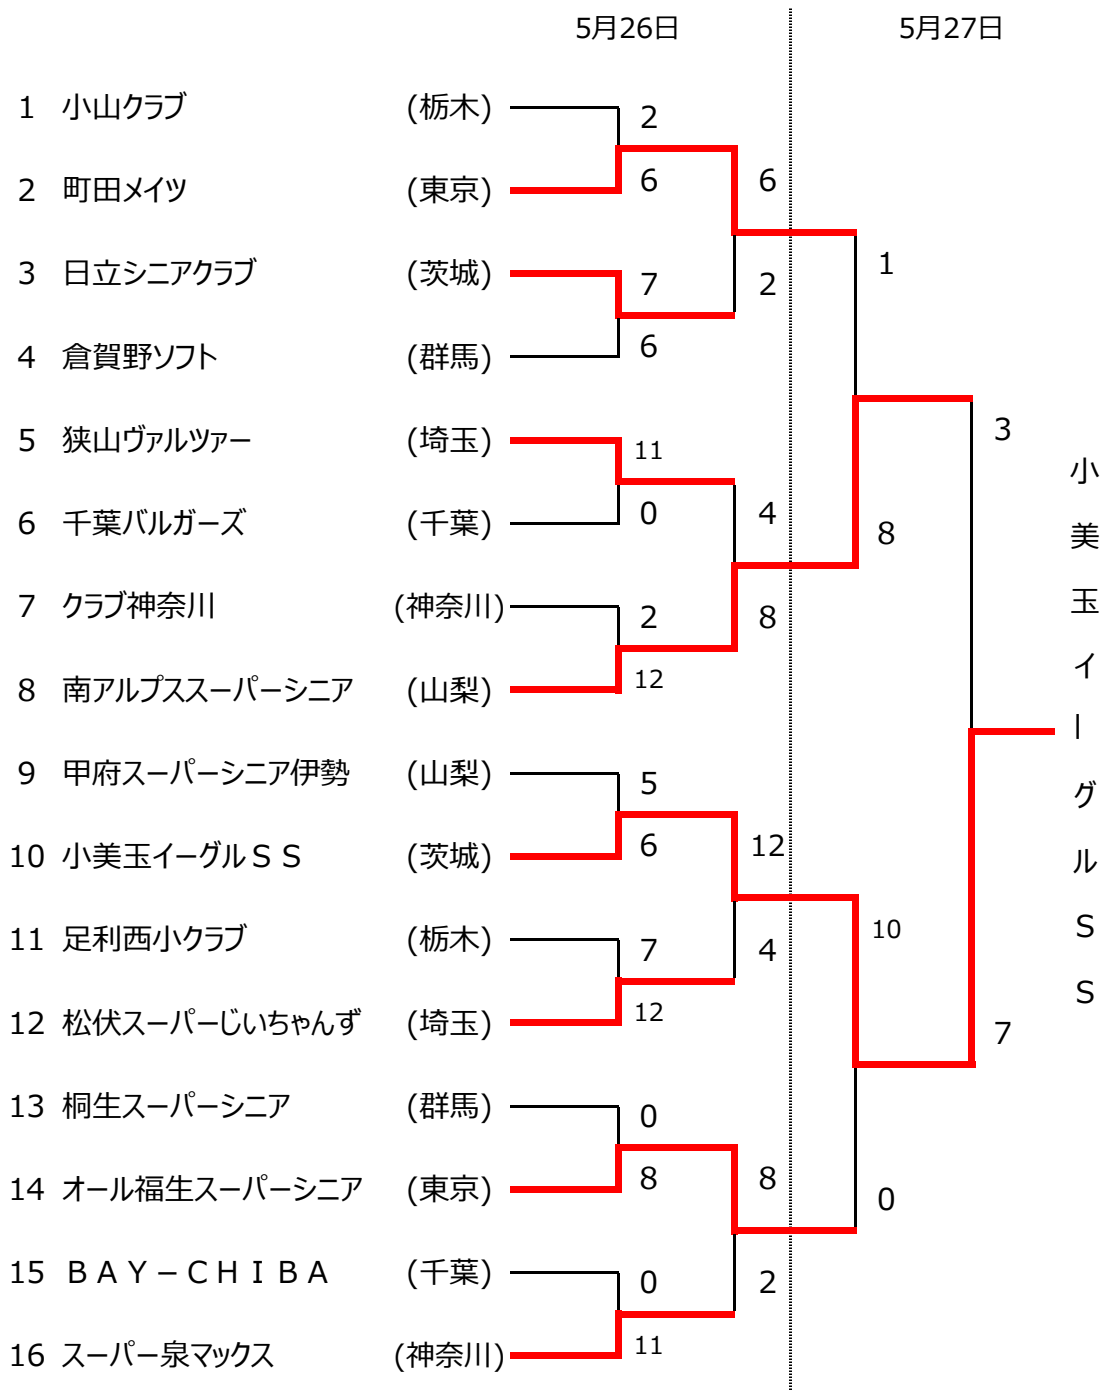 5月26日 5月27日
1 小山クラブ (栃木) 2
2 町田メイツ (東京) 6 6
3 日立シニアクラブ (茨城) 7 2 1
4 倉賀野ソフト (群馬) 6
5 狭山ヴァルツァー (埼玉) 11 3
6 千葉バルガーズ (千葉) 0 4 8
7 クラブ神奈川 (神奈川) 2 8
8 南アルプススーパーシニア (山梨) 12
9 甲府スーパーシニア伊勢 (山梨) 5
10 小美玉イーグルＳＳ (茨城) 6 12
11 足利西小クラブ (栃木) 7 4 10
12 松伏スーパーじいちゃんず (埼玉) 12 7
13 桐生スーパーシニア (群馬) 0
14 オール福生スーパーシニア (東京) 8 8 0
15 ＢＡＹ－ＣＨＩＢＡ (千葉) 0 2
16 スーパー泉マックス (神奈川) 11
小美玉イーグルＳＳ